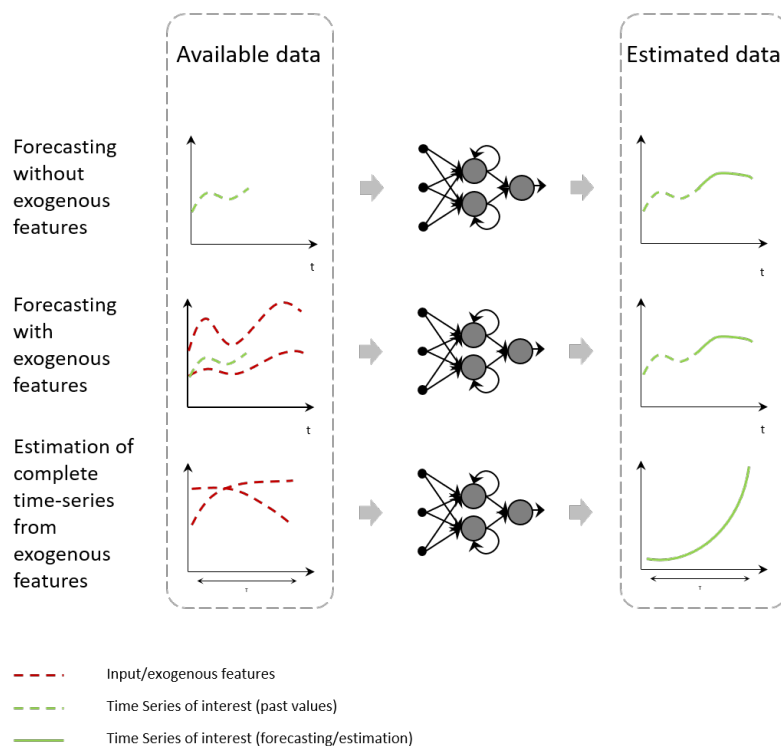 Available data
Estimated data
Forecasting
without
exogenous
features
t
t
Forecasting
with
exogenous
features
t
t
Estimation of
complete
time-series
from
exogenous
features
τ
τ
Input/exogenous features
Time Series of interest (past values)
Time Series of interest (forecasting/estimation)